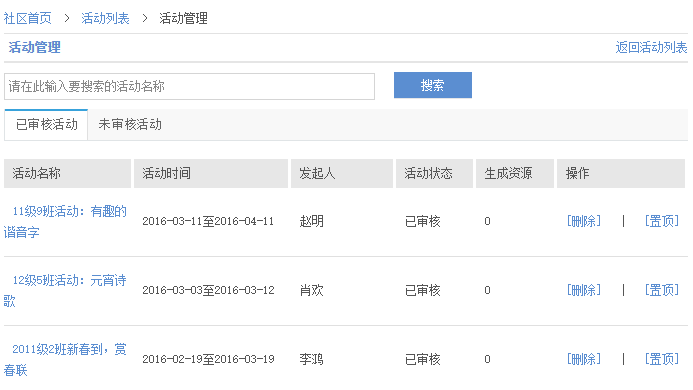 社区首页 > 活动列表 > 活动管理
活动管理 返回活动列表
请在此输入要搜索的活动名称 搜索
已审核活动 未审核活动
活动名称 活动时间 发起人 活动状态 生成资源 操作
11级9班活动：有趣的
谐音字
2016-03-11至2016-04-11 赵明 已审核 0 [删除] | [置顶]
12级5班活动：元宵诗
歌
2016-03-03至2016-03-12 肖欢 已审核 0 [删除] | [置顶]
2011级2班新春到，赏
春联
2016-02-19至2016-03-19 李鸿 已审核 0 [删除] | [置顶]